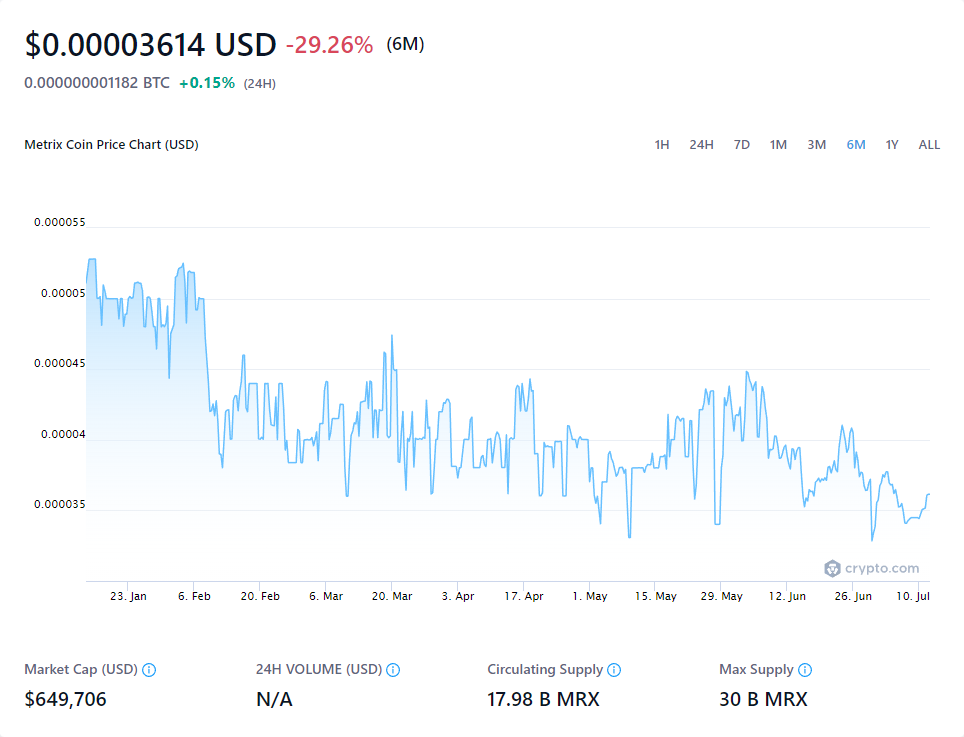 $0.00003614 USD -29.26% (6M)
0.000000001182 BTC +0.15% (24H)
Metrix Coin Price Chart (USD)
1H 24H 7D 1M 3M 6M 1Y ALL
0.000055
0.00005
0.000045
0.00004
0.000035
crypto.com
23. Jan 6. Feb 20. Feb 6. Mar 20. Mar 3. Apr 17. Apr 1. May 15. May 29. May 12. Jun 26. Jun 10. Jul
Market Cap (USD) 24H VOLUME (USD) Circulating Supply Max Supply
$649,706 N/A 17.98 B MRX 30 B MRX